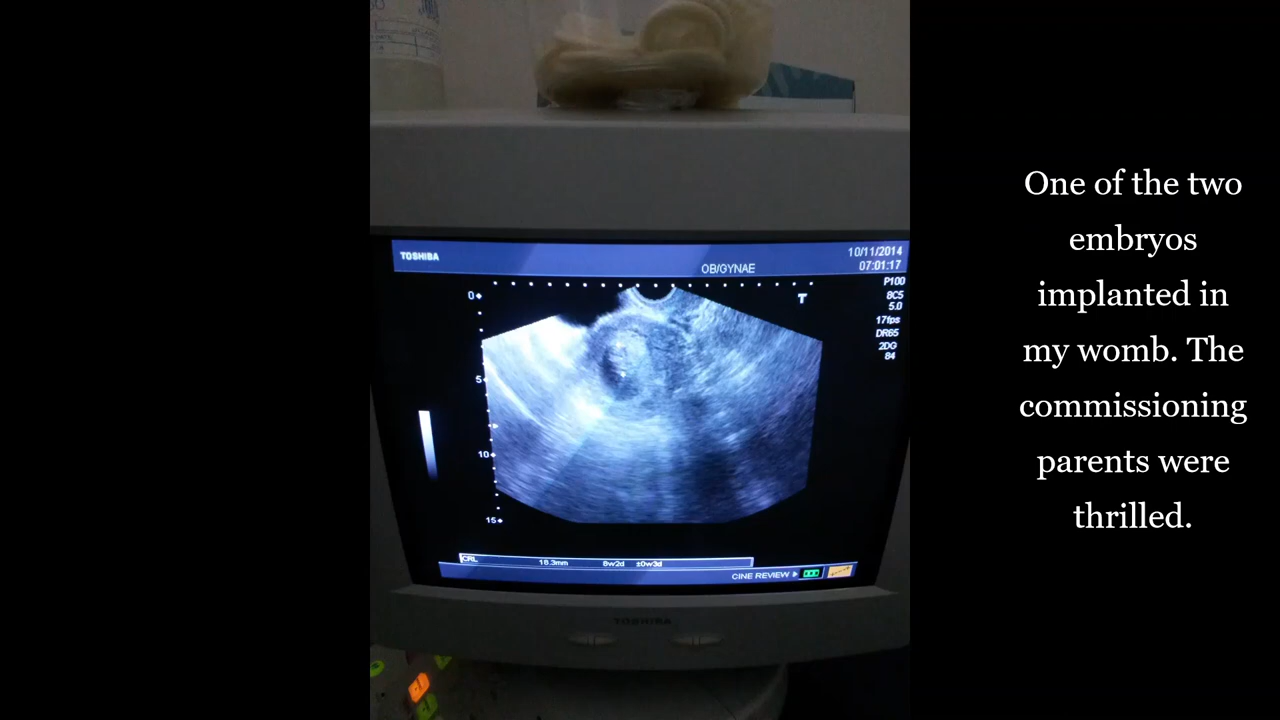 TOSHIBA
10/11/2014
OB/GYNAE
07:01:17
P100
8C5
5.0
17fps
DR65
2DG
84
T
0
5
10
15
CRL
18.3mm 8w2d ±0w3d
CINE REVIEW
TOSHIBA
One of the two
embryos
implanted in
my womb. The
commissioning
parents were
thrilled.